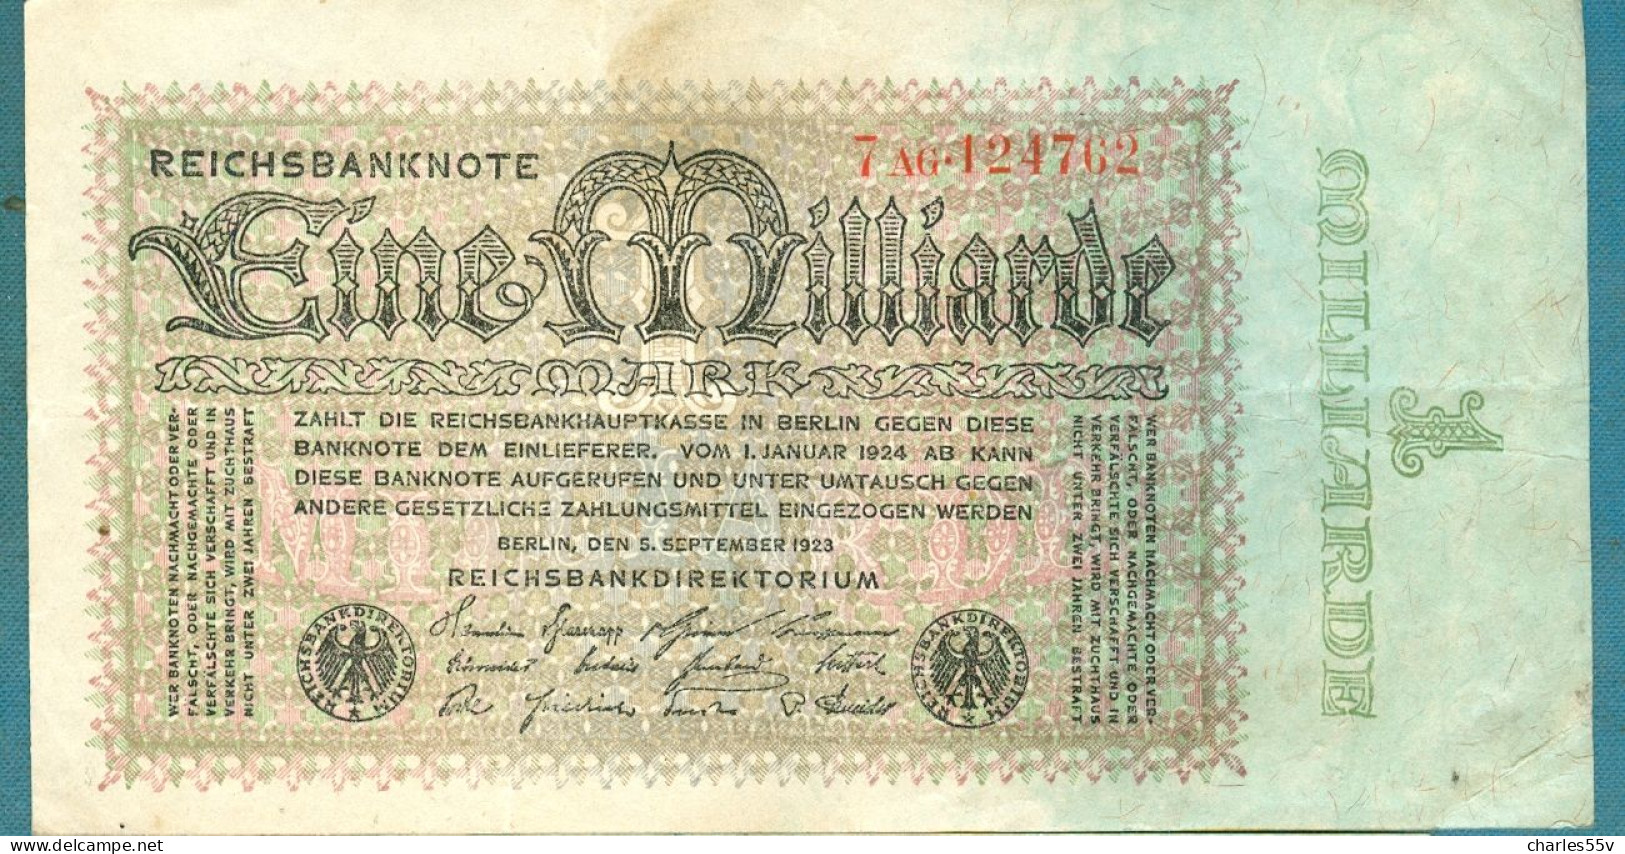 REICHSBANKNOTE
7 AG·124762
Eine Milliarde
MARK
ZAHLT DIE REICHSBANKHAUPTKASSE IN BERLIN GEGEN DIESE
BANKNOTE DEM EINLIEFERER. VOM 1. JANUAR 1924 AB KANN
DIESE BANKNOTE AUFGERUFEN UND UNTER UMTAUSCH GEGEN
ANDERE GESETZLICHE ZAHLUNGSMITTEL EINGEZOGEN WERDEN
BERLIN, DEN 5. SEPTEMBER 1923
REICHSBANKDIREKTORIUM
WER BANKNOTEN NACHMACHT ODER VER-
FÄLSCHT, ODER NACHGEMACHTE ODER
VERFÄLSCHTE SICH VERSCHAFFT UND IN
VERKEHR BRINGT, WIRD MIT ZUCHTHAUS
NICHT UNTER ZWEI JAHREN BESTRAFT
WER BANKNOTEN NACHMACHT ODER VER-
FÄLSCHT, ODER NACHGEMACHTE ODER
VERFÄLSCHTE SICH VERSCHAFFT UND IN
VERKEHR BRINGT, WIRD MIT ZUCHTHAUS
NICHT UNTER ZWEI JAHREN BESTRAFT
REICHSBANKDIREKTORIUM
REICHSBANKDIREKTORIUM
1
MILLIARDE
www.delcampe.net
charles55v